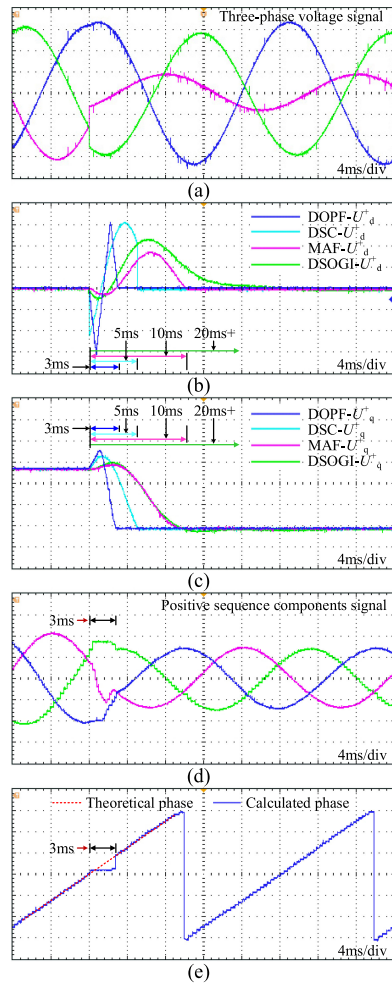 Three-phase voltage signal
4ms/div
(a)
DOPF-U⁺d
DSC-U⁺d
MAF-U⁺d
DSOGI-U⁺d
5ms 10ms 20ms+
3ms
4ms/div
(b)
5ms 10ms 20ms+
3ms
DOPF-U⁺q
DSC-U⁺q
MAF-U⁺q
DSOGI-U⁺q
4ms/div
(c)
Positive sequence components signal
3ms
4ms/div
(d)
Theoretical phase Calculated phase
3ms
4ms/div
(e)